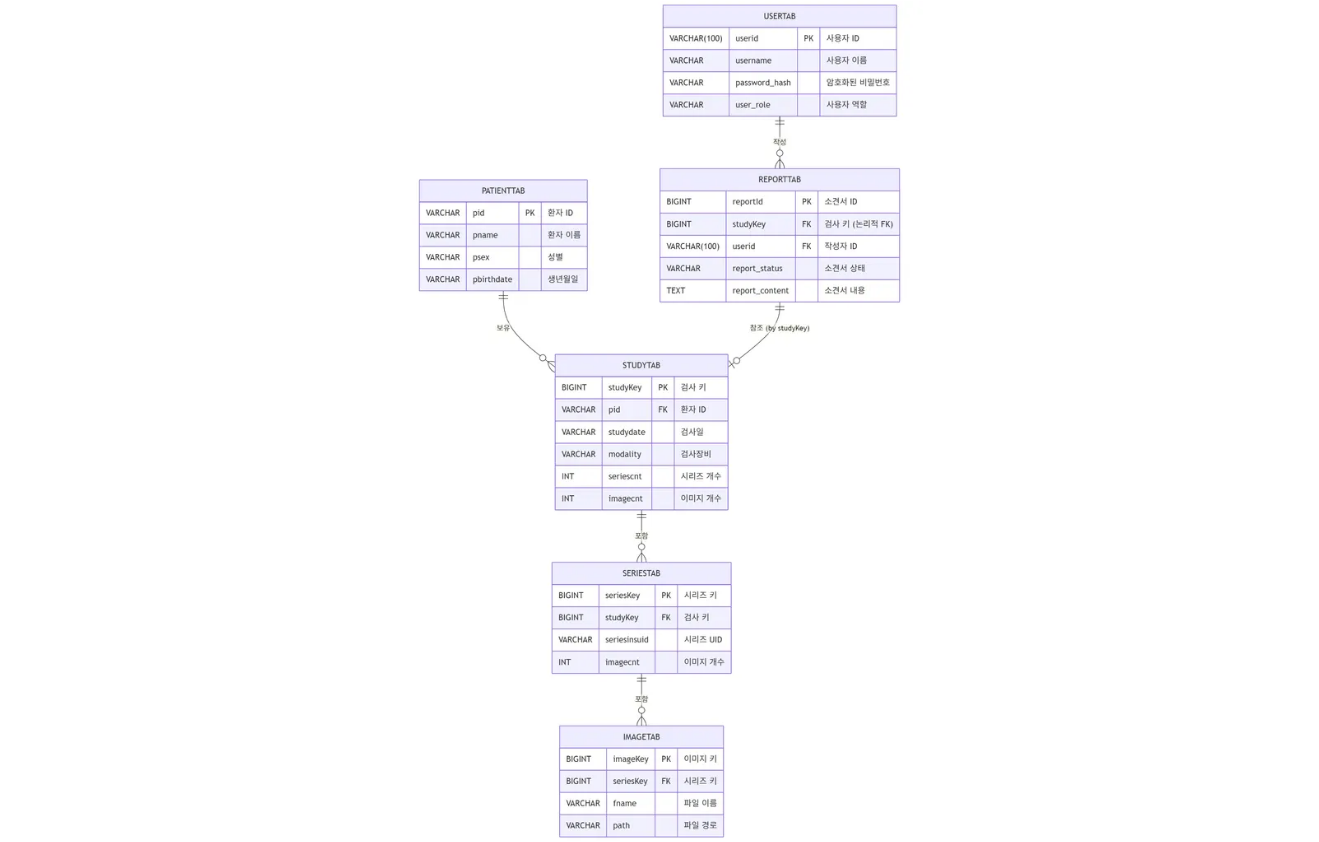 USERTAB
VARCHAR(100) userid PK 사용자 ID
VARCHAR username 사용자 이름
VARCHAR password_hash 암호화된 비밀번호
VARCHAR user_role 사용자 역할
작성
REPORTTAB
BIGINT reportId PK 소견서 ID
BIGINT studyKey FK 검사 키 (논리적 FK)
VARCHAR(100) userid FK 작성자 ID
VARCHAR report_status 소견서 상태
TEXT report_content 소견서 내용
PATIENTTAB
VARCHAR pid PK 환자 ID
VARCHAR pname 환자 이름
VARCHAR psex 성별
VARCHAR pbirthdate 생년월일
보유
참조 (by studyKey)
STUDYTAB
BIGINT studyKey PK 검사 키
VARCHAR pid FK 환자 ID
VARCHAR studydate 검사일
VARCHAR modality 검사장비
INT seriescnt 시리즈 개수
INT imagecnt 이미지 개수
포함
SERIESTAB
BIGINT seriesKey PK 시리즈 키
BIGINT studyKey FK 검사 키
VARCHAR seriesinsuid 시리즈 UID
INT imagecnt 이미지 개수
포함
IMAGETAB
BIGINT imageKey PK 이미지 키
BIGINT seriesKey FK 시리즈 키
VARCHAR fname 파일 이름
VARCHAR path 파일 경로